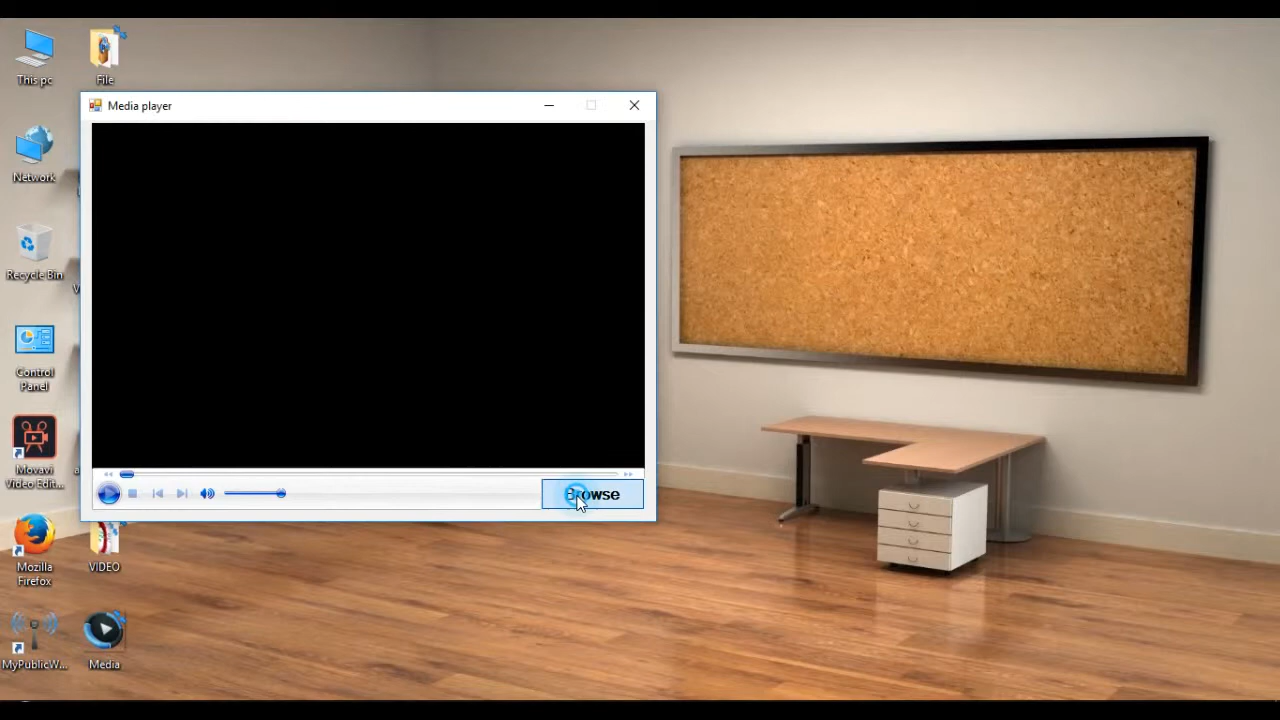 This pc
File
Media player
Network
Recycle Bin
Control
Panel
Movavi
Video Edit...
Browse
Mozilla
Firefox
VIDEO
MyPublicW...
Media